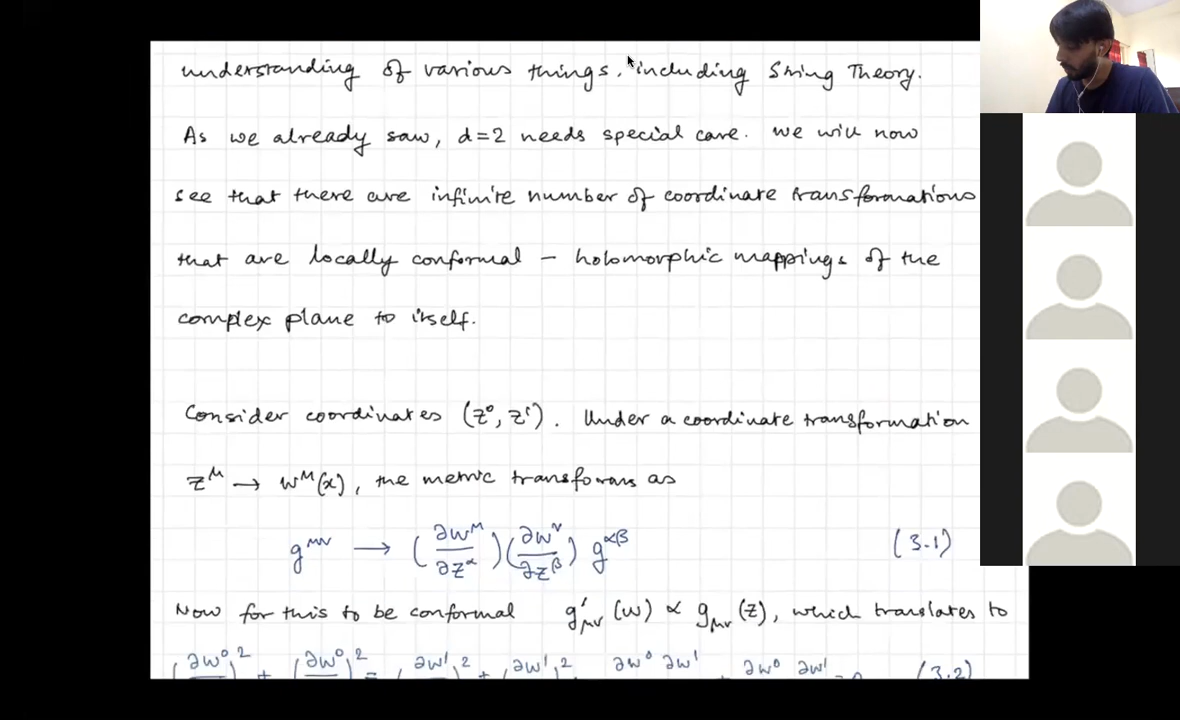 understanding of various things, including String Theory.
As we already saw, d=2 needs special care. we will now
see that there are infinite number of coordinate transformations
that are locally conformal – holomorphic mappings of the
complex plane to itself.
Consider coordinates (z⁰, z¹). Under a coordinate transformation
z^μ → w^μ(x), the metric transforms as
g^{μν} → (∂w^μ/∂z^α)(∂w^ν/∂z^β) g^{αβ} (3.1)
Now for this to be conformal g'_{μν}(w) ∝ g_{μν}(z), which translates to